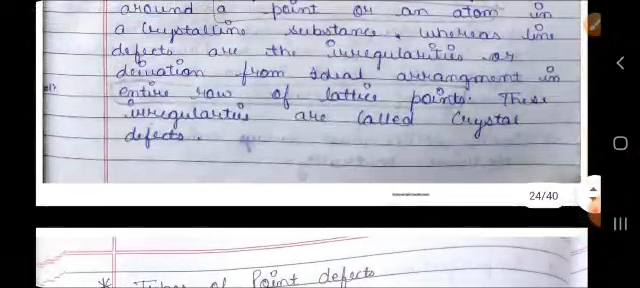 around a point or an atom in
a crystalline substance, whereas line
defects are the irregularities or
deviation from ideal arrangment in
entire row of lattice points. These
irregularities are called Crystal
defects.
24/40
* Types of Point defects